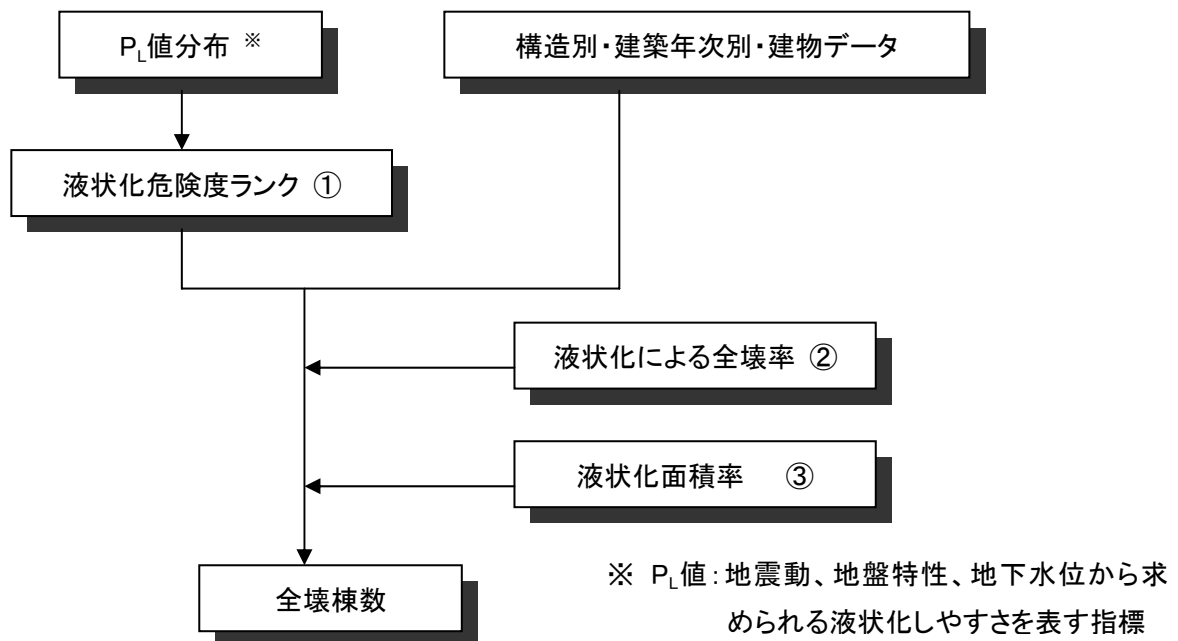 PL値分布 ※
構造別・建築年次別・建物データ
液状化危険度ランク ①
液状化による全壊率 ②
液状化面積率 ③
全壊棟数
※ PL値：地震動、地盤特性、地下水位から求
められる液状化しやすさを表す指標